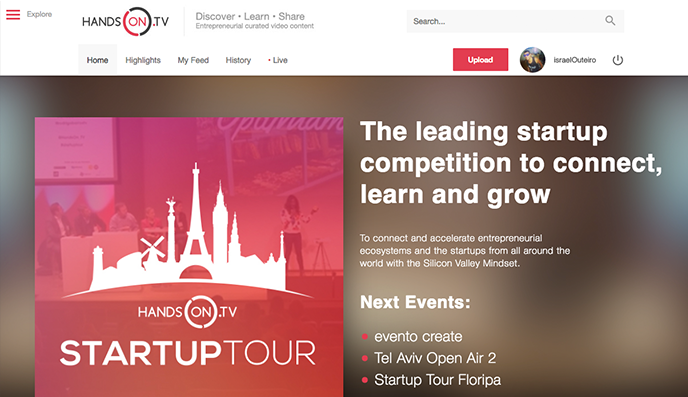 Explore
HANDS ON.TV
Discover • Learn • Share
Entrepreneurial curated video content
Search...
Home
Highlights
My Feed
History
• Live
Upload
israelOuteiro
The leading startup
competition to connect,
learn and grow
To connect and accelerate entrepreneurial
ecosystems and the startups from all around the
world with the Silicon Valley Mindset.
Next Events:
• evento create
• Tel Aviv Open Air 2
• Startup Tour Floripa
HANDS ON.TV
STARTUPTOUR